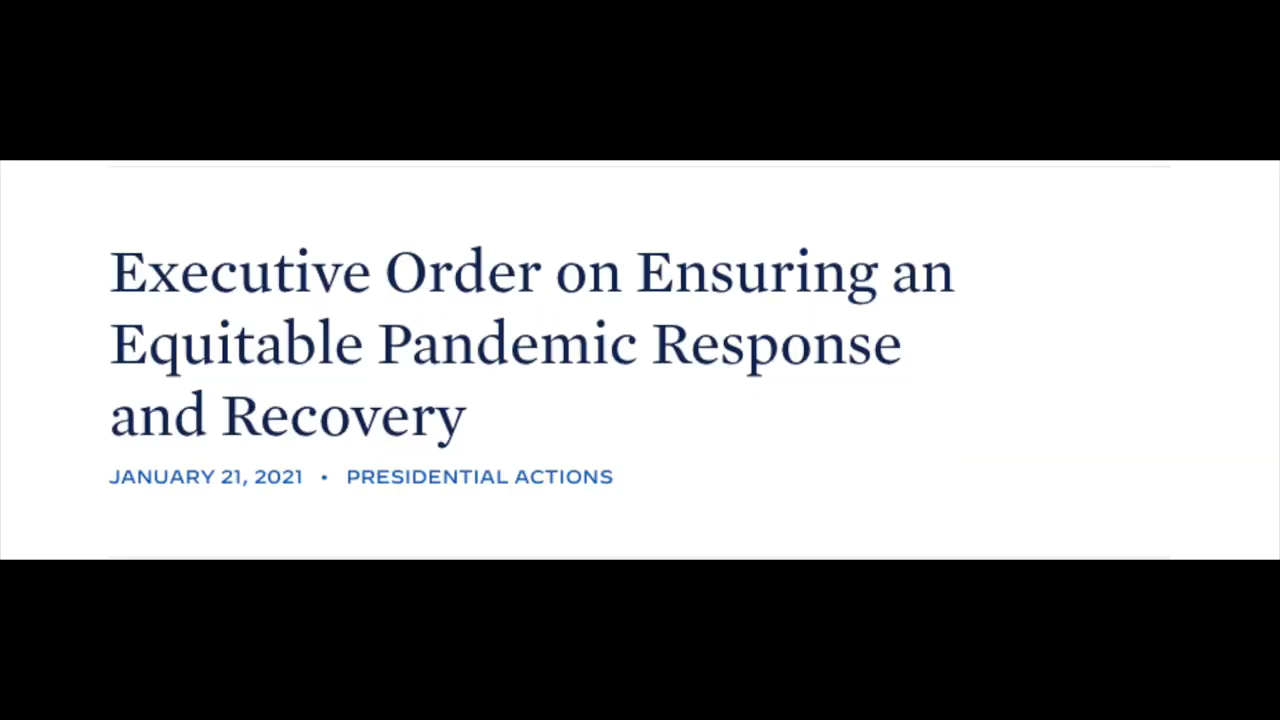 Executive Order on Ensuring an
Equitable Pandemic Response
and Recovery
JANUARY 21, 2021 • PRESIDENTIAL ACTIONS